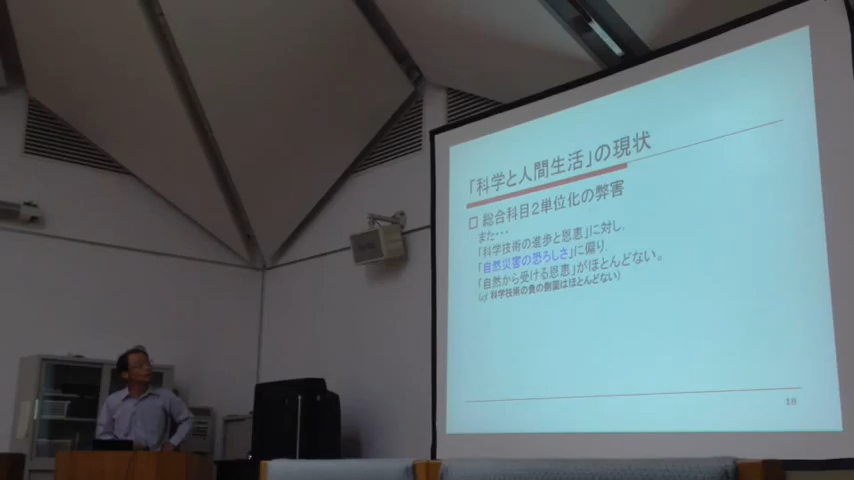 「科学と人間生活」の現状
□ 総合科目2単位化の弊害
また・・・
「科学技術の進歩と恩恵」に対し、
「自然災害の恐ろしさ」に偏り
「自然から受ける恩恵」がほとんどない。
科学技術の負の側面はほとんどない）
18